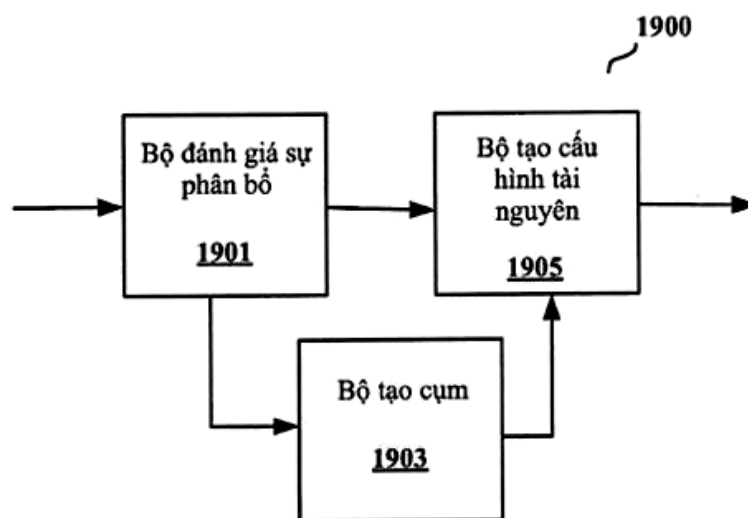 1900
Bộ đánh giá sự
phân bổ
1901
Bộ tạo cấu
hình tài
nguyên
1905
Bộ tạo cụm
1903